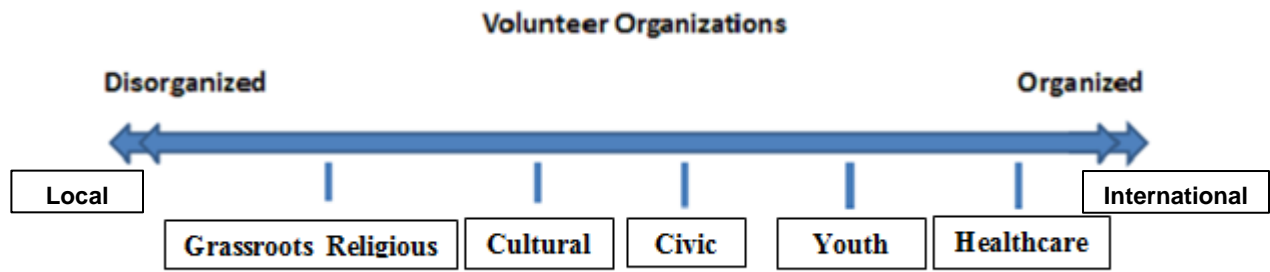 Volunteer Organizations
Disorganized
Organized
Local
International
Grassroots Religious
Cultural
Civic
Youth
Healthcare